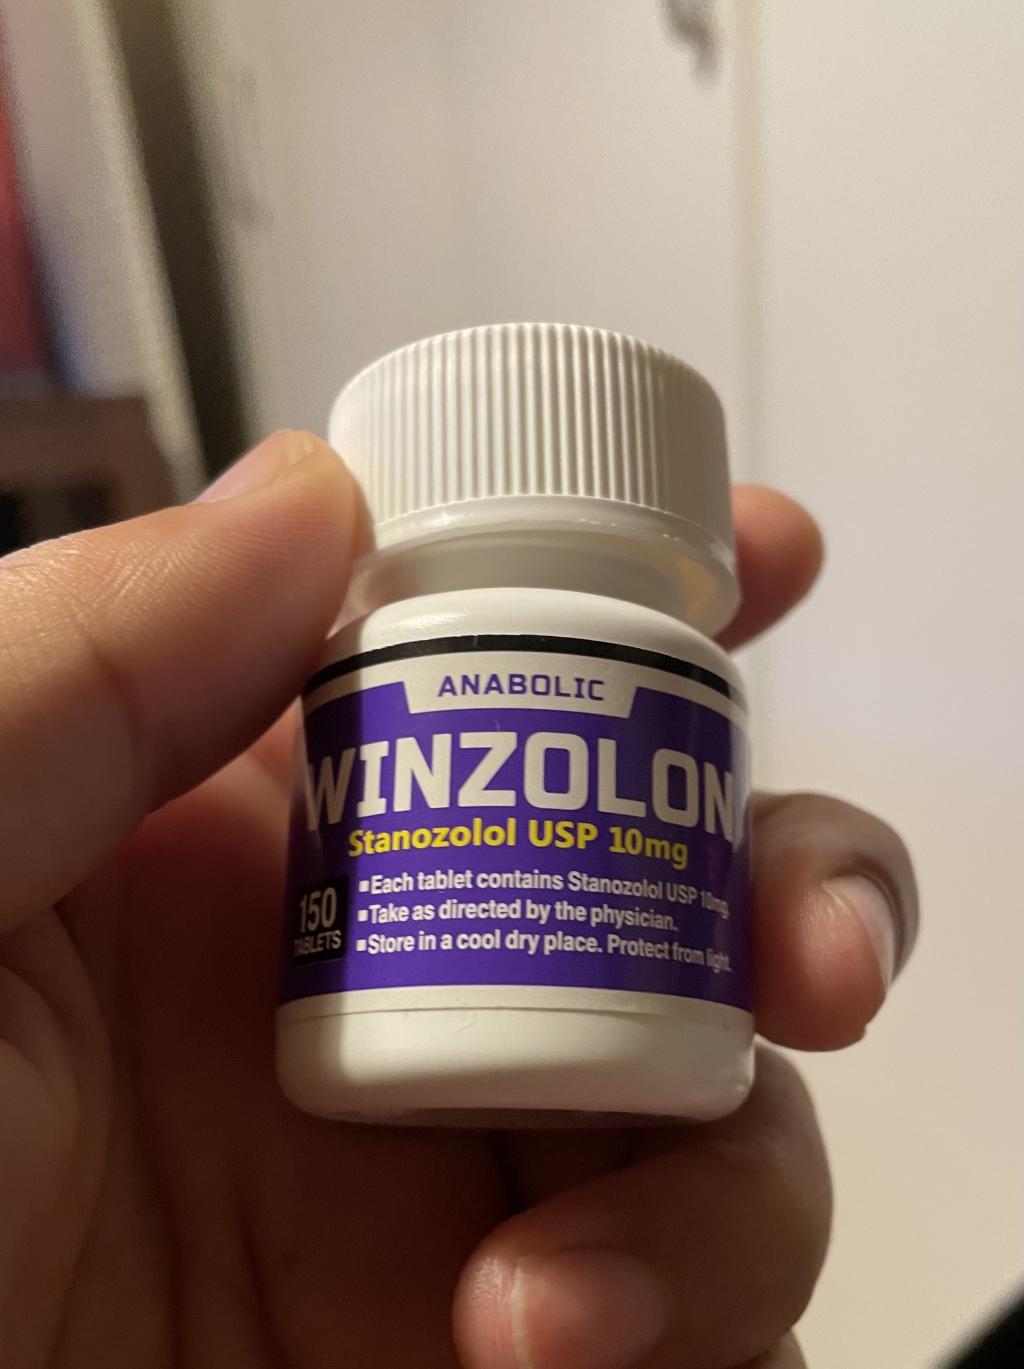 ANABOLIC
WINZOLON
Stanozolol USP 10mg
▪Each tablet contains Stanozolol USP 10mg.
▪Take as directed by the physician.
▪Store in a cool dry place. Protect from light.
150
TABLETS